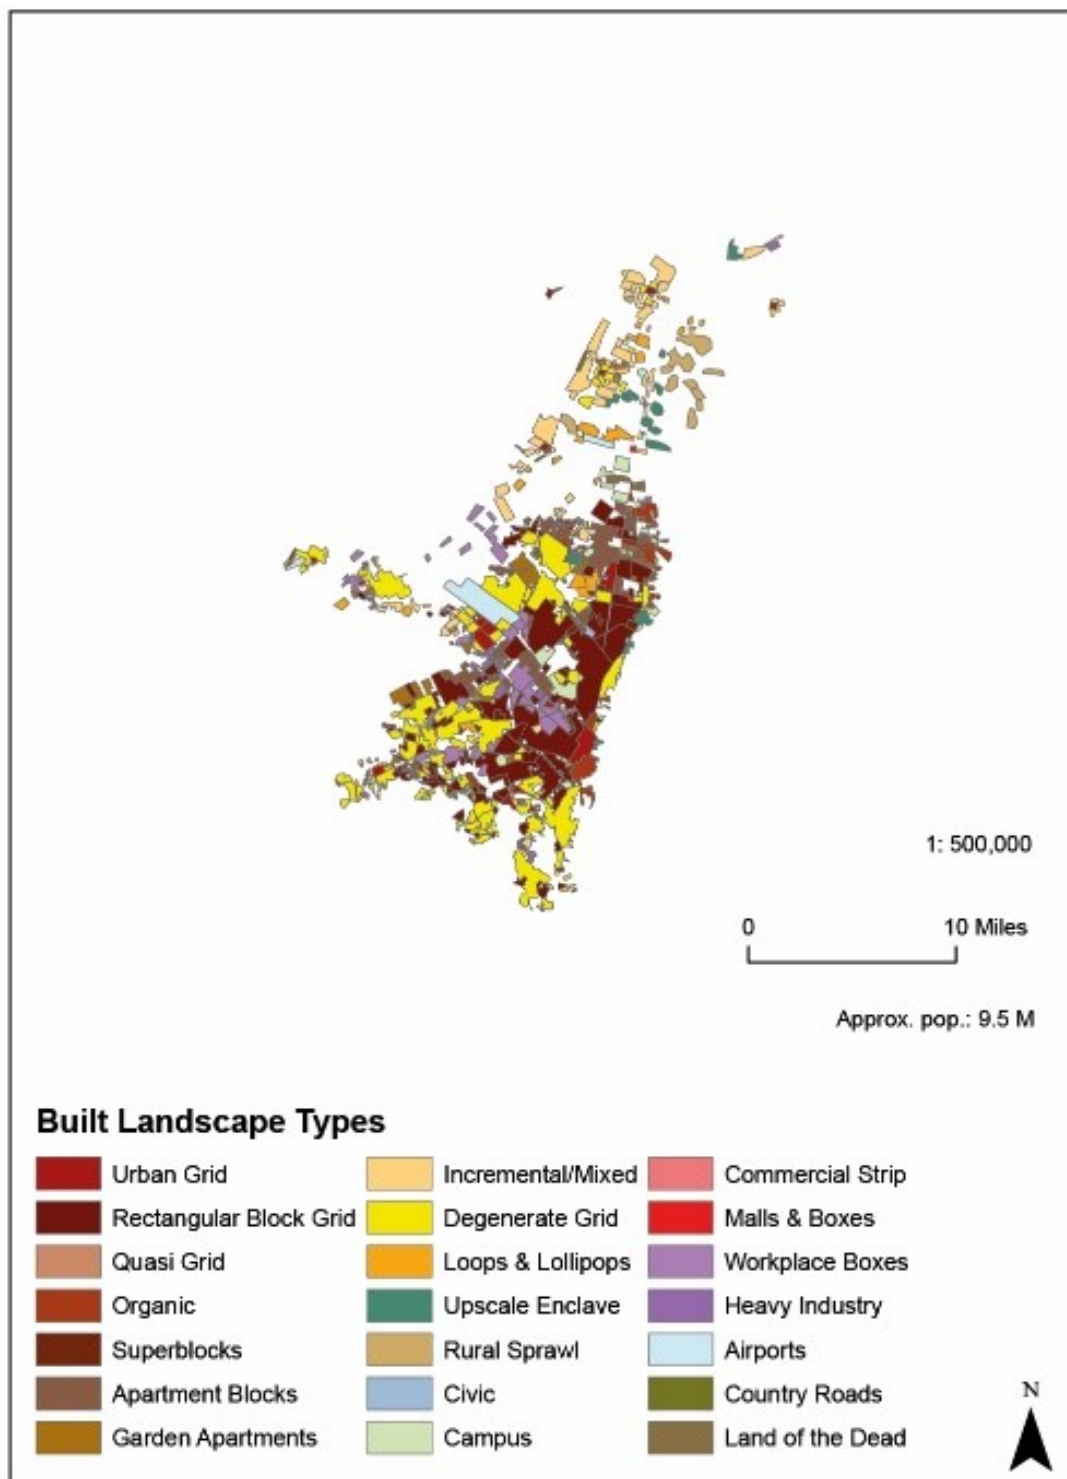 1: 500,000
0 10 Miles
Approx. pop.: 9.5 M
Built Landscape Types
Urban Grid
Rectangular Block Grid
Quasi Grid
Organic
Superblocks
Apartment Blocks
Garden Apartments
Incremental/Mixed
Degenerate Grid
Loops & Lollipops
Upscale Enclave
Rural Sprawl
Civic
Campus
Commercial Strip
Malls & Boxes
Workplace Boxes
Heavy Industry
Airports
Country Roads
Land of the Dead
N